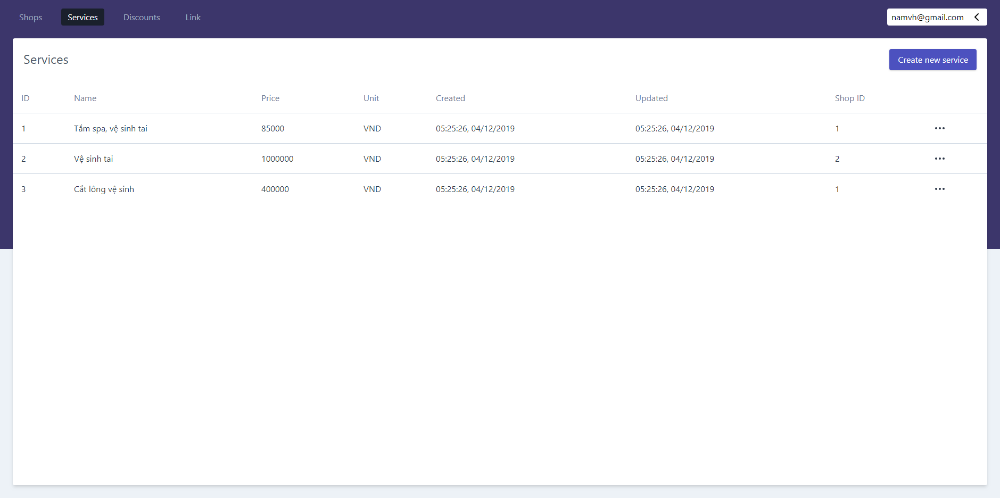 Shops Services Discounts Link namvh@gmail.com
Services Create new service
ID Name Price Unit Created Updated Shop ID
1 Tắm spa, vệ sinh tai 85000 VND 05:25:26, 04/12/2019 05:25:26, 04/12/2019 1
2 Vệ sinh tai 1000000 VND 05:25:26, 04/12/2019 05:25:26, 04/12/2019 2
3 Cắt lông vệ sinh 400000 VND 05:25:26, 04/12/2019 05:25:26, 04/12/2019 1